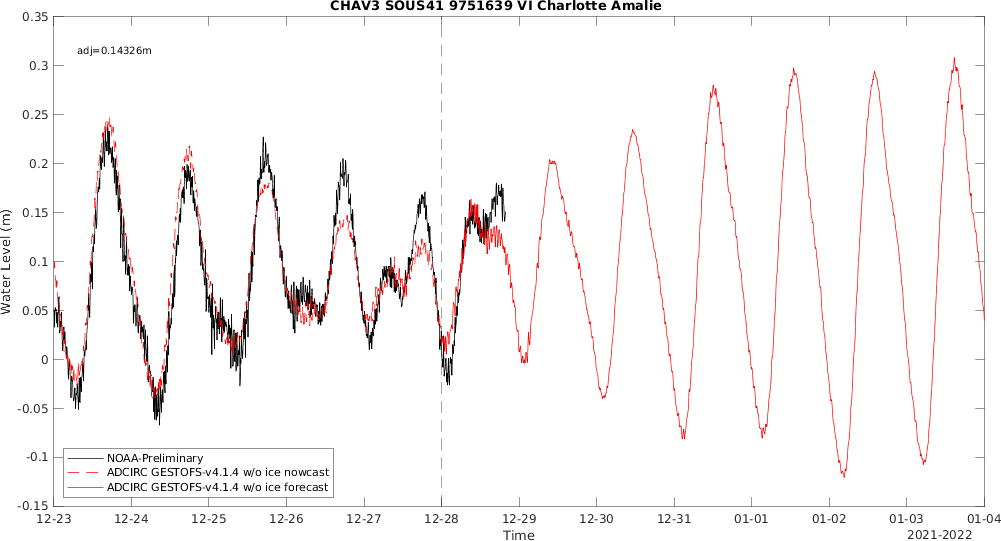 CHAV3 SOUS41 9751639 VI Charlotte Amalie
adj=0.14326m
Water Level (m)
0.35
0.3
0.25
0.2
0.15
0.1
0.05
0
-0.05
-0.1
-0.15
NOAA-Preliminary
ADCIRC GESTOFS-v4.1.4 w/o ice nowcast
ADCIRC GESTOFS-v4.1.4 w/o ice forecast
12-23 12-24 12-25 12-26 12-27 12-28 12-29 12-30 12-31 01-01 01-02 01-03 01-04
Time
2021-2022